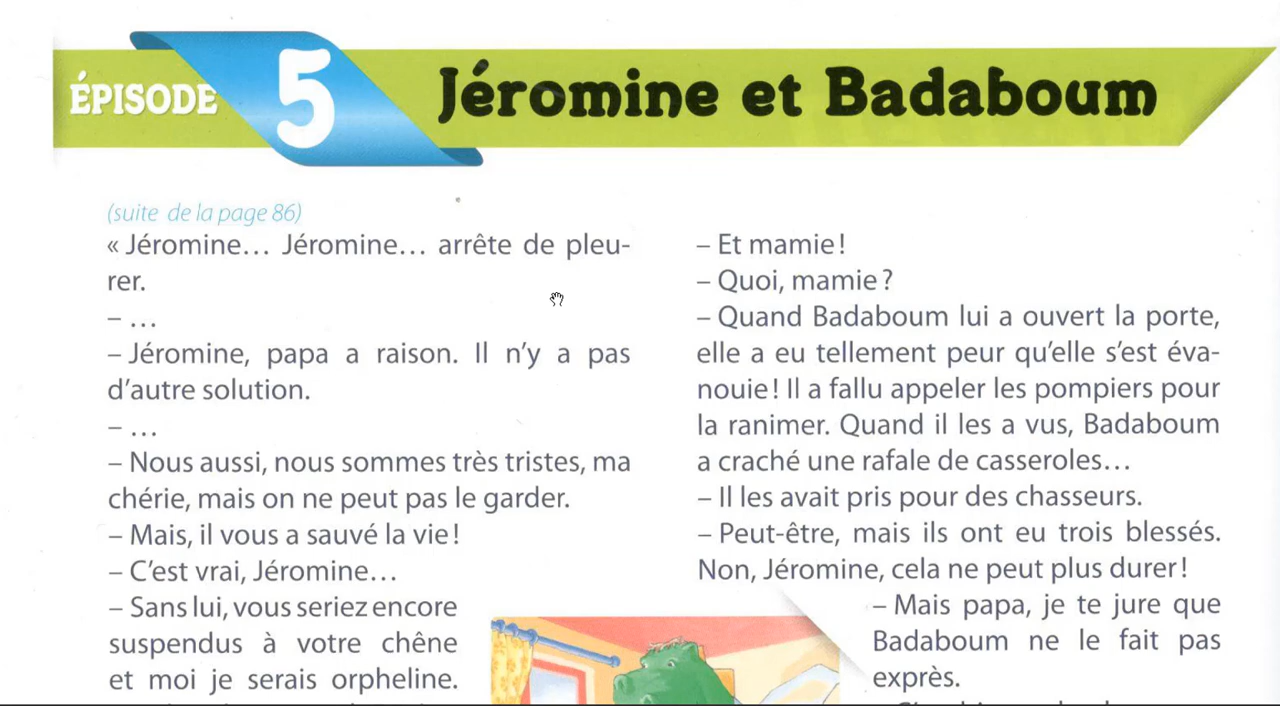 ÉPISODE 5 Jéromine et Badaboum
(suite de la page 86)
« Jéromine... Jéromine... arrête de pleu-
rer.
– ...
– Jéromine, papa a raison. Il n’y a pas
d’autre solution.
– ...
– Nous aussi, nous sommes très tristes, ma
chérie, mais on ne peut pas le garder.
– Mais, il vous a sauvé la vie !
– C’est vrai, Jéromine...
– Sans lui, vous seriez encore
suspendus à votre chêne
et moi je serais orpheline.
– Et mamie !
– Quoi, mamie ?
– Quand Badaboum lui a ouvert la porte,
elle a eu tellement peur qu’elle s’est éva-
nouie ! Il a fallu appeler les pompiers pour
la ranimer. Quand il les a vus, Badaboum
a craché une rafale de casseroles...
– Il les avait pris pour des chasseurs.
– Peut-être, mais ils ont eu trois blessés.
Non, Jéromine, cela ne peut plus durer !
– Mais papa, je te jure que
Badaboum ne le fait pas
exprès.